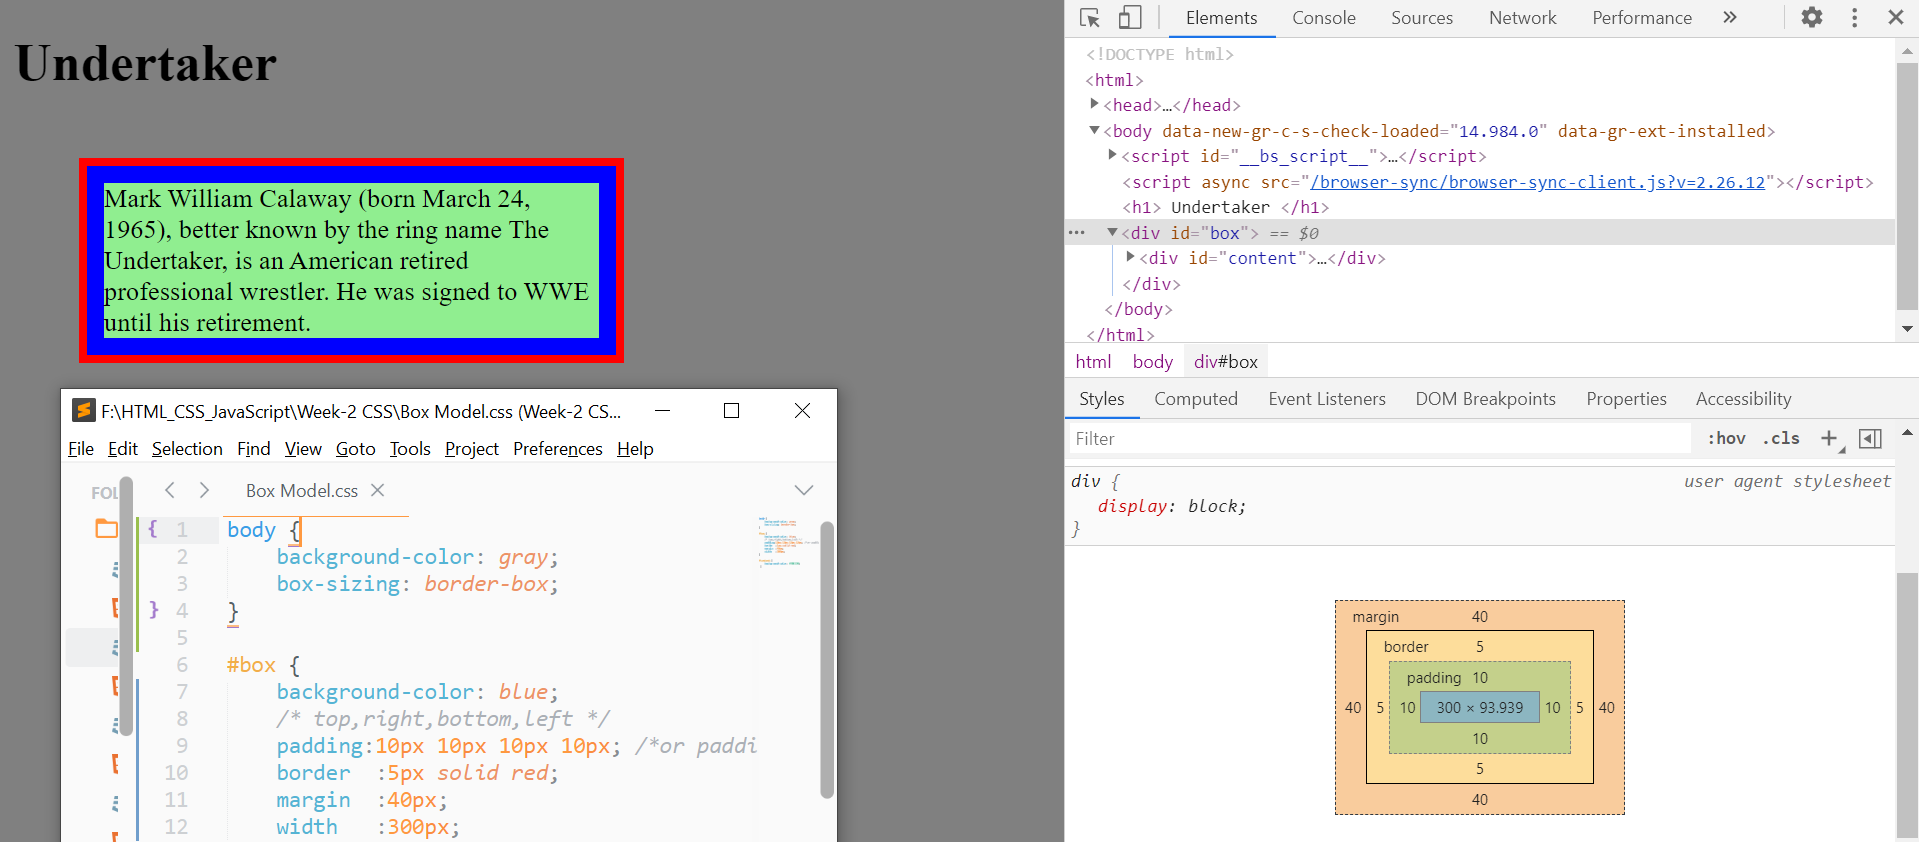 Undertaker
Mark William Calaway (born March 24,
1965), better known by the ring name The
Undertaker, is an American retired
professional wrestler. He was signed to WWE
until his retirement.
F:\HTML_CSS_JavaScript\Week-2 CSS\Box Model.css (Week-2 CS...
File Edit Selection Find View Goto Tools Project Preferences Help
FOL
Box Model.css
{ 1 body {
2 background-color: gray;
3 box-sizing: border-box;
} 4 }
5
6 #box {
7 background-color: blue;
8 /* top,right,bottom,left */
9 padding:10px 10px 10px 10px; /*or paddi
10 border :5px solid red;
11 margin :40px;
12 width :300px;
Elements Console Sources Network Performance
<!DOCTYPE html>
<html>
<head>…</head>
<body data-new-gr-c-s-check-loaded="14.984.0" data-gr-ext-installed>
<script id="__bs_script__">…</script>
<script async src="/browser-sync/browser-sync-client.js?v=2.26.12"></script>
<h1> Undertaker </h1>
<div id="box"> == $0
<div id="content">…</div>
</div>
</body>
</html>
html body div#box
Styles Computed Event Listeners DOM Breakpoints Properties Accessibility
Filter :hov .cls
div { user agent stylesheet
display: block;
}
margin 40
border 5
padding 10
40 5 10 300 × 93.939 10 5 40
10
5
40